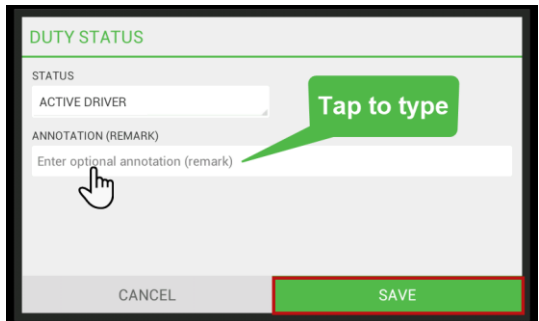 DUTY STATUS
STATUS
ACTIVE DRIVER
Tap to type
ANNOTATION (REMARK)
Enter optional annotation (remark)
CANCEL
SAVE